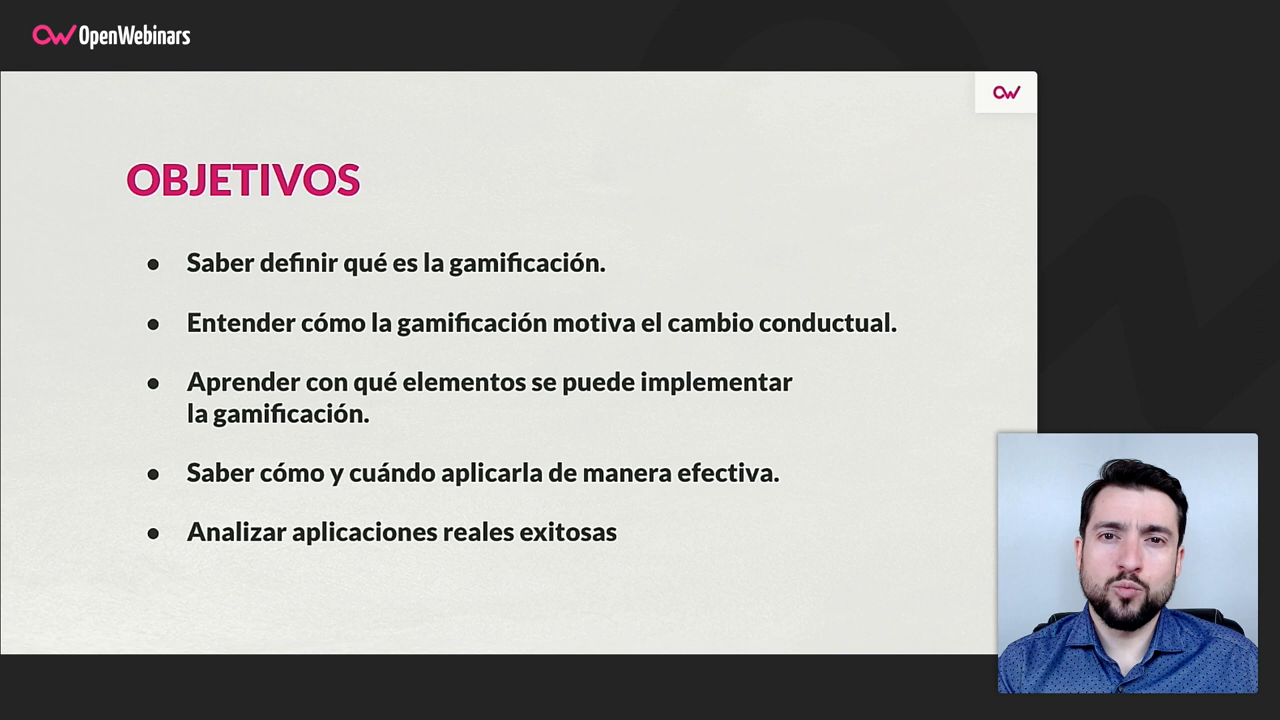 OpenWebinars
OBJETIVOS
● Saber definir qué es la gamificación.
● Entender cómo la gamificación motiva el cambio conductual.
● Aprender con qué elementos se puede implementar
la gamificación.
● Saber cómo y cuándo aplicarla de manera efectiva.
● Analizar aplicaciones reales exitosas